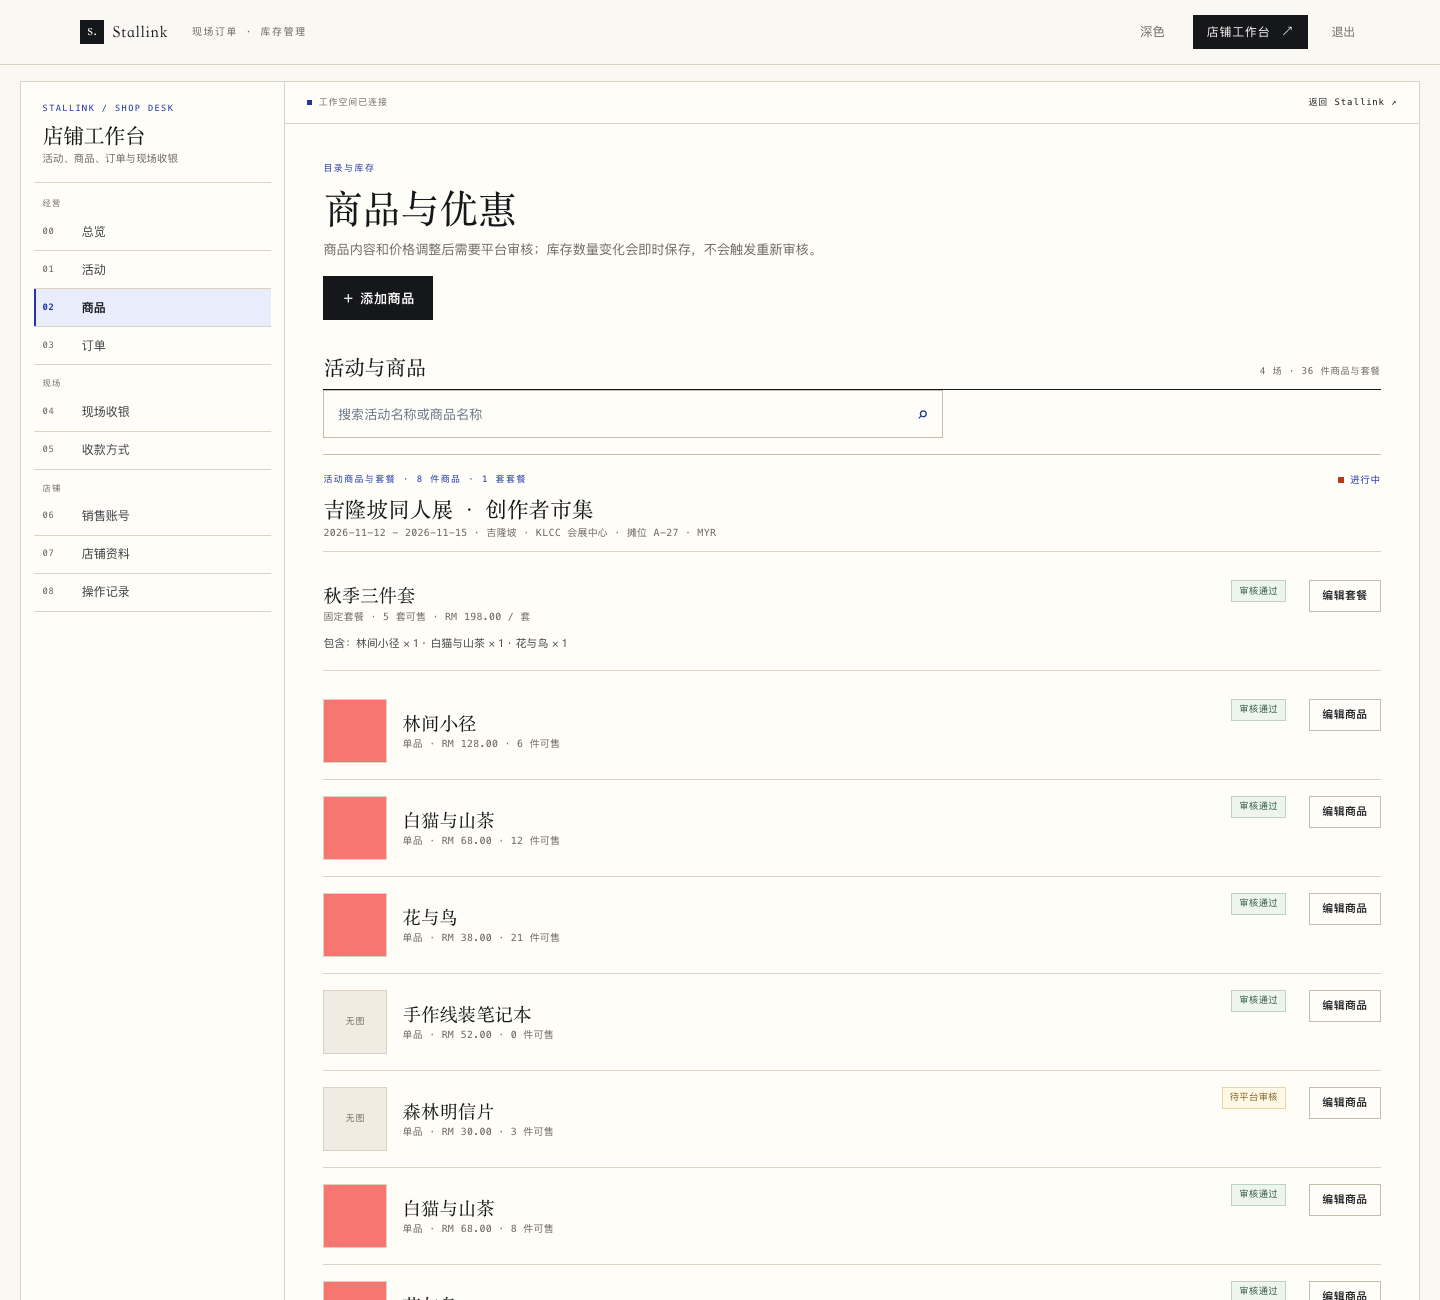 S. Stallink 现场订单 · 库存管理 深色 店铺工作台 ↗ 退出
STALLINK / SHOP DESK
店铺工作台
活动、商品、订单与现场收银
经营
00 总览
01 活动
02 商品
03 订单
现场
04 现场收银
05 收款方式
店铺
06 销售账号
07 店铺资料
08 操作记录
工作空间已连接 返回 Stallink ↗
目录与库存
商品与优惠
商品内容和价格调整后需要平台审核；库存数量变化会即时保存，不会触发重新审核。
+ 添加商品
活动与商品 4 场 · 36 件商品与套餐
搜索活动名称或商品名称
活动商品与套餐 · 8 件商品 · 1 套套餐 进行中
吉隆坡同人展 · 创作者市集
2026-11-12 – 2026-11-15 · 吉隆坡 · KLCC 会展中心 · 摊位 A-27 · MYR
秋季三件套 审核通过 编辑套餐
固定套餐 · 5 套可售 · RM 198.00 / 套
包含：林间小径 × 1 · 白猫与山茶 × 1 · 花与鸟 × 1
林间小径 审核通过 编辑商品
单品 · RM 128.00 · 6 件可售
白猫与山茶 审核通过 编辑商品
单品 · RM 68.00 · 12 件可售
花与鸟 审核通过 编辑商品
单品 · RM 38.00 · 21 件可售
无图 手作线装笔记本 审核通过 编辑商品
单品 · RM 52.00 · 0 件可售
无图 森林明信片 待平台审核 编辑商品
单品 · RM 30.00 · 3 件可售
白猫与山茶 审核通过 编辑商品
单品 · RM 68.00 · 8 件可售
审核通过 编辑商品